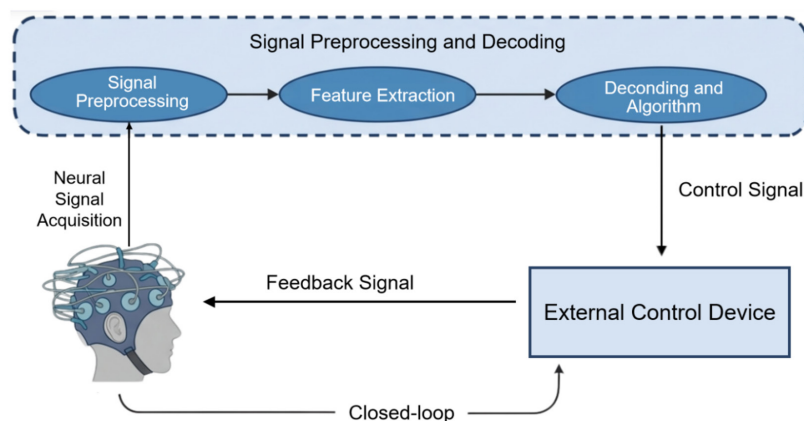 Signal Preprocessing and Decoding
Signal
Preprocessing
Feature Extraction
Deconding and
Algorithm
Neural
Signal
Acquisition
Control Signal
Feedback Signal
External Control Device
Closed-loop